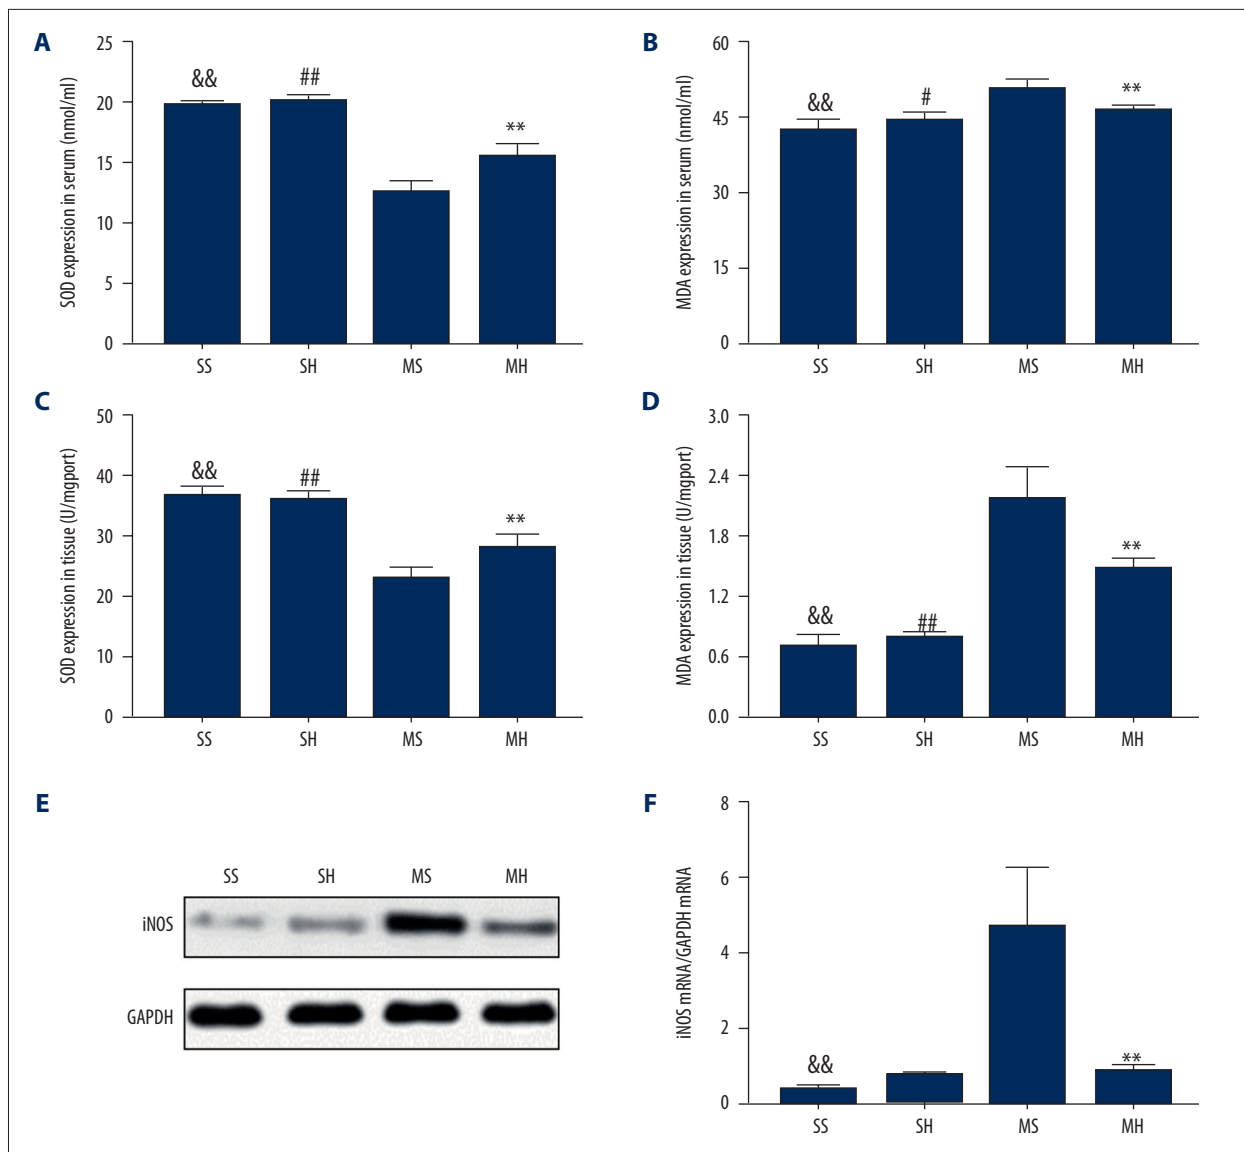 A
25
20
15
10
5
0
SOD expression in serum (nmol/ml)
&&
##
**
SS SH MS MH
B
60
45
30
15
0
MDA expression in serum (nmol/ml)
&&
#
**
SS SH MS MH
C
50
40
30
20
10
0
SOD expression in tissue (U/mgport)
&&
##
**
SS SH MS MH
D
3.0
2.4
1.8
1.2
0.6
0.0
MDA expression in tissue (U/mgport)
&&
##
**
SS SH MS MH
E
SS SH MS MH
iNOS
GAPDH
F
8
6
4
2
0
iNOS mRNA/GAPDH mRNA
&&
**
SS SH MS MH